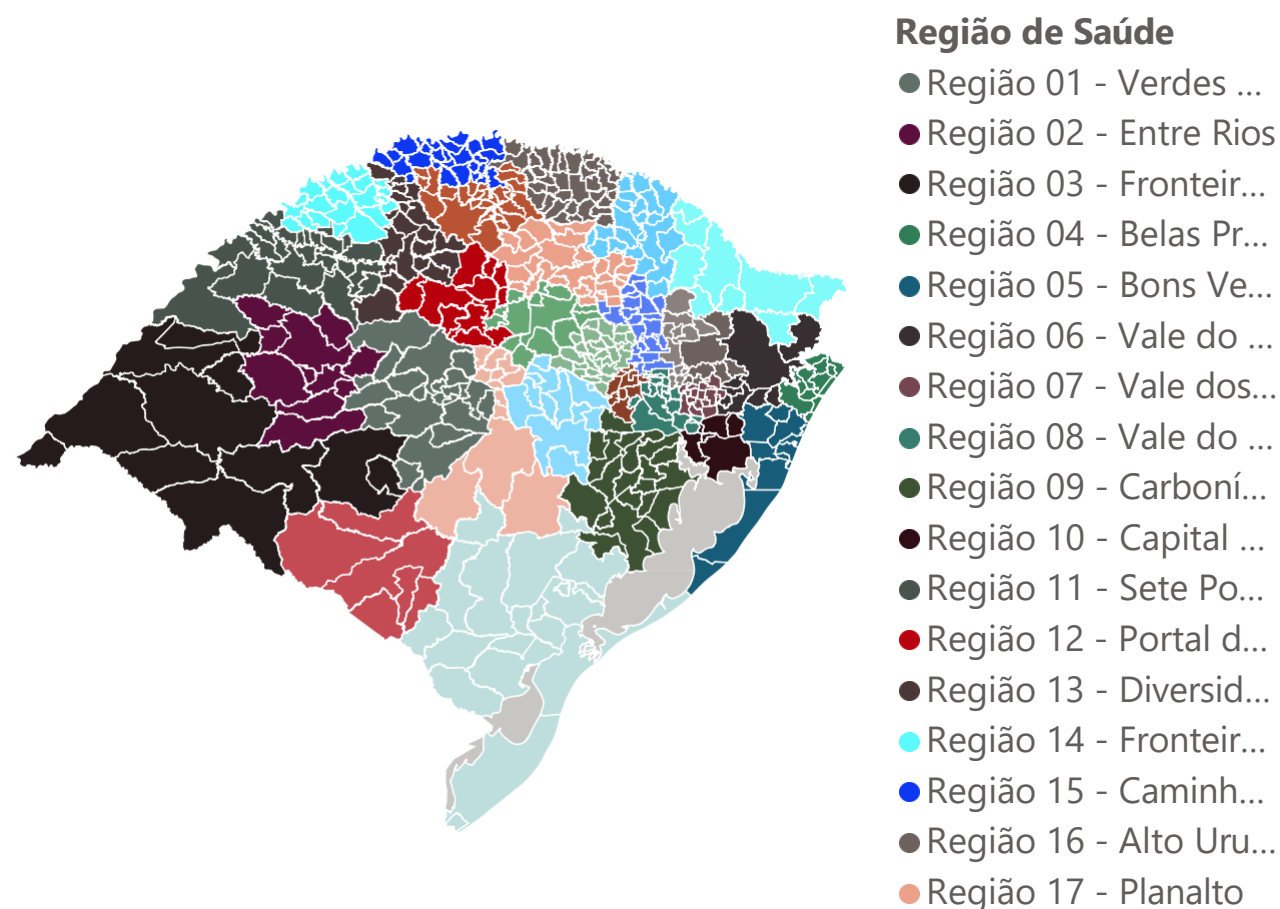 Região de Saúde
Região 01 - Verdes ...
Região 02 - Entre Rios
Região 03 - Fronteir...
Região 04 - Belas Pr...
Região 05 - Bons Ve...
Região 06 - Vale do ...
Região 07 - Vale dos...
Região 08 - Vale do ...
Região 09 - Carboní...
Região 10 - Capital ...
Região 11 - Sete Po...
Região 12 - Portal d...
Região 13 - Diversid...
Região 14 - Fronteir...
Região 15 - Caminh...
Região 16 - Alto Uru...
Região 17 - Planalto